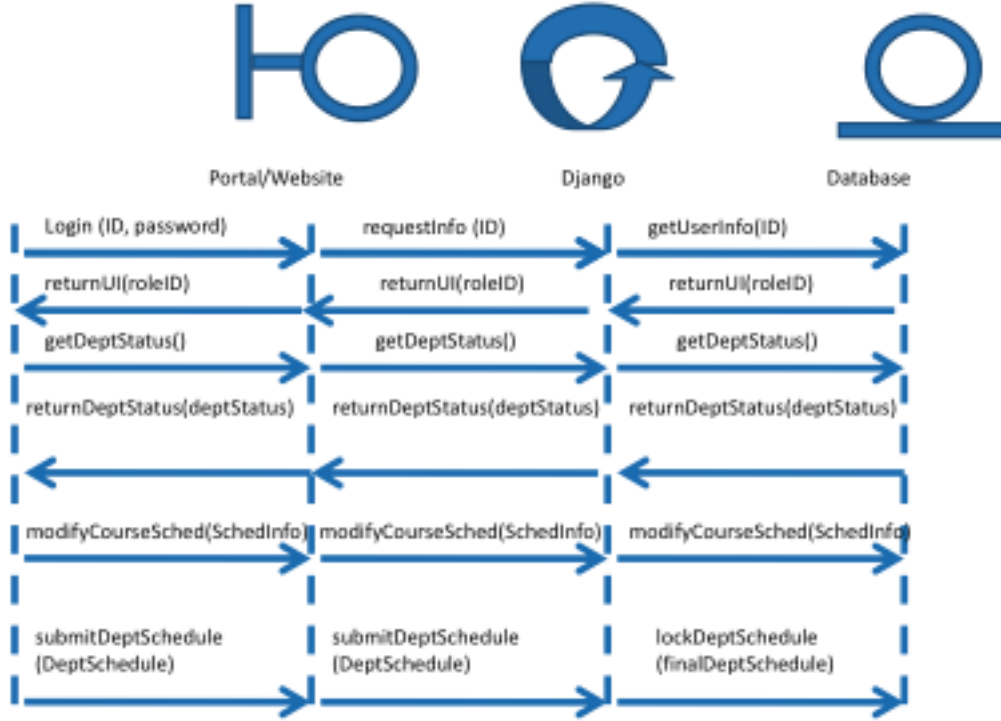 Portal/Website Django Database
Login (ID, password) requestInfo (ID) getUserInfo(ID)
returnUI(roleID) returnUI(roleID) returnUI(roleID)
getDeptStatus() getDeptStatus() getDeptStatus()
returnDeptStatus(deptStatus) returnDeptStatus(deptStatus) returnDeptStatus(deptStatus)
modifyCourseSched(SchedInfo) modifyCourseSched(SchedInfo) modifyCourseSched(SchedInfo)
submitDeptSchedule submitDeptSchedule lockDeptSchedule
(DeptSchedule) (DeptSchedule) (finalDeptSchedule)